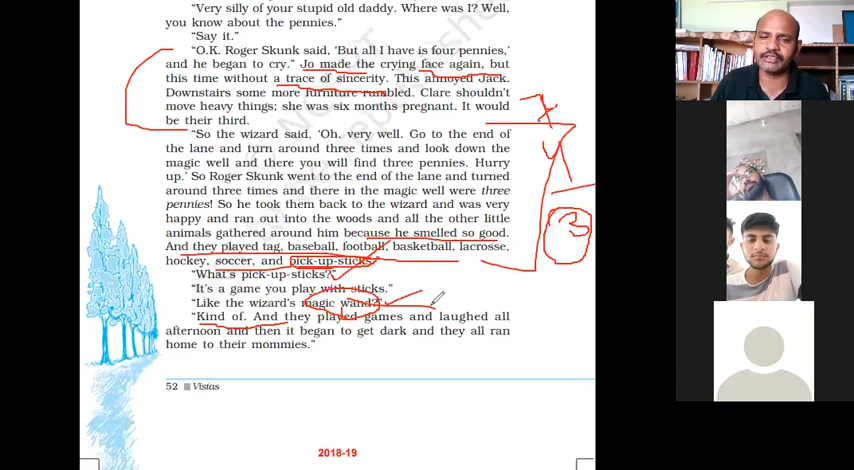 "Very silly of your stupid old daddy. Where was I? Well,
you know about the pennies."
"Say it."
"O.K. Roger Skunk said, 'But all I have is four pennies,'
and he began to cry." Jo made the crying face again, but
this time without a trace of sincerity. This annoyed Jack.
Downstairs some more furniture rumbled. Clare shouldn't
move heavy things; she was six months pregnant. It would
be their third.
"So the wizard said, 'Oh, very well. Go to the end of
the lane and turn around three times and look down the
magic well and there you will find three pennies. Hurry
up.' So Roger Skunk went to the end of the lane and turned
around three times and there in the magic well were three
pennies! So he took them back to the wizard and was very
happy and ran out into the woods and all the other little
animals gathered around him because he smelled so good.
And they played tag, baseball, football, basketball, lacrosse,
hockey, soccer, and pick-up-sticks."
"What's pick-up-sticks?"
"It's a game you play with sticks."
"Like the wizard's magic wand?"
"Kind of. And they played games and laughed all
afternoon and then it began to get dark and they all ran
home to their mommies."
52 Vistas
2018-19
3